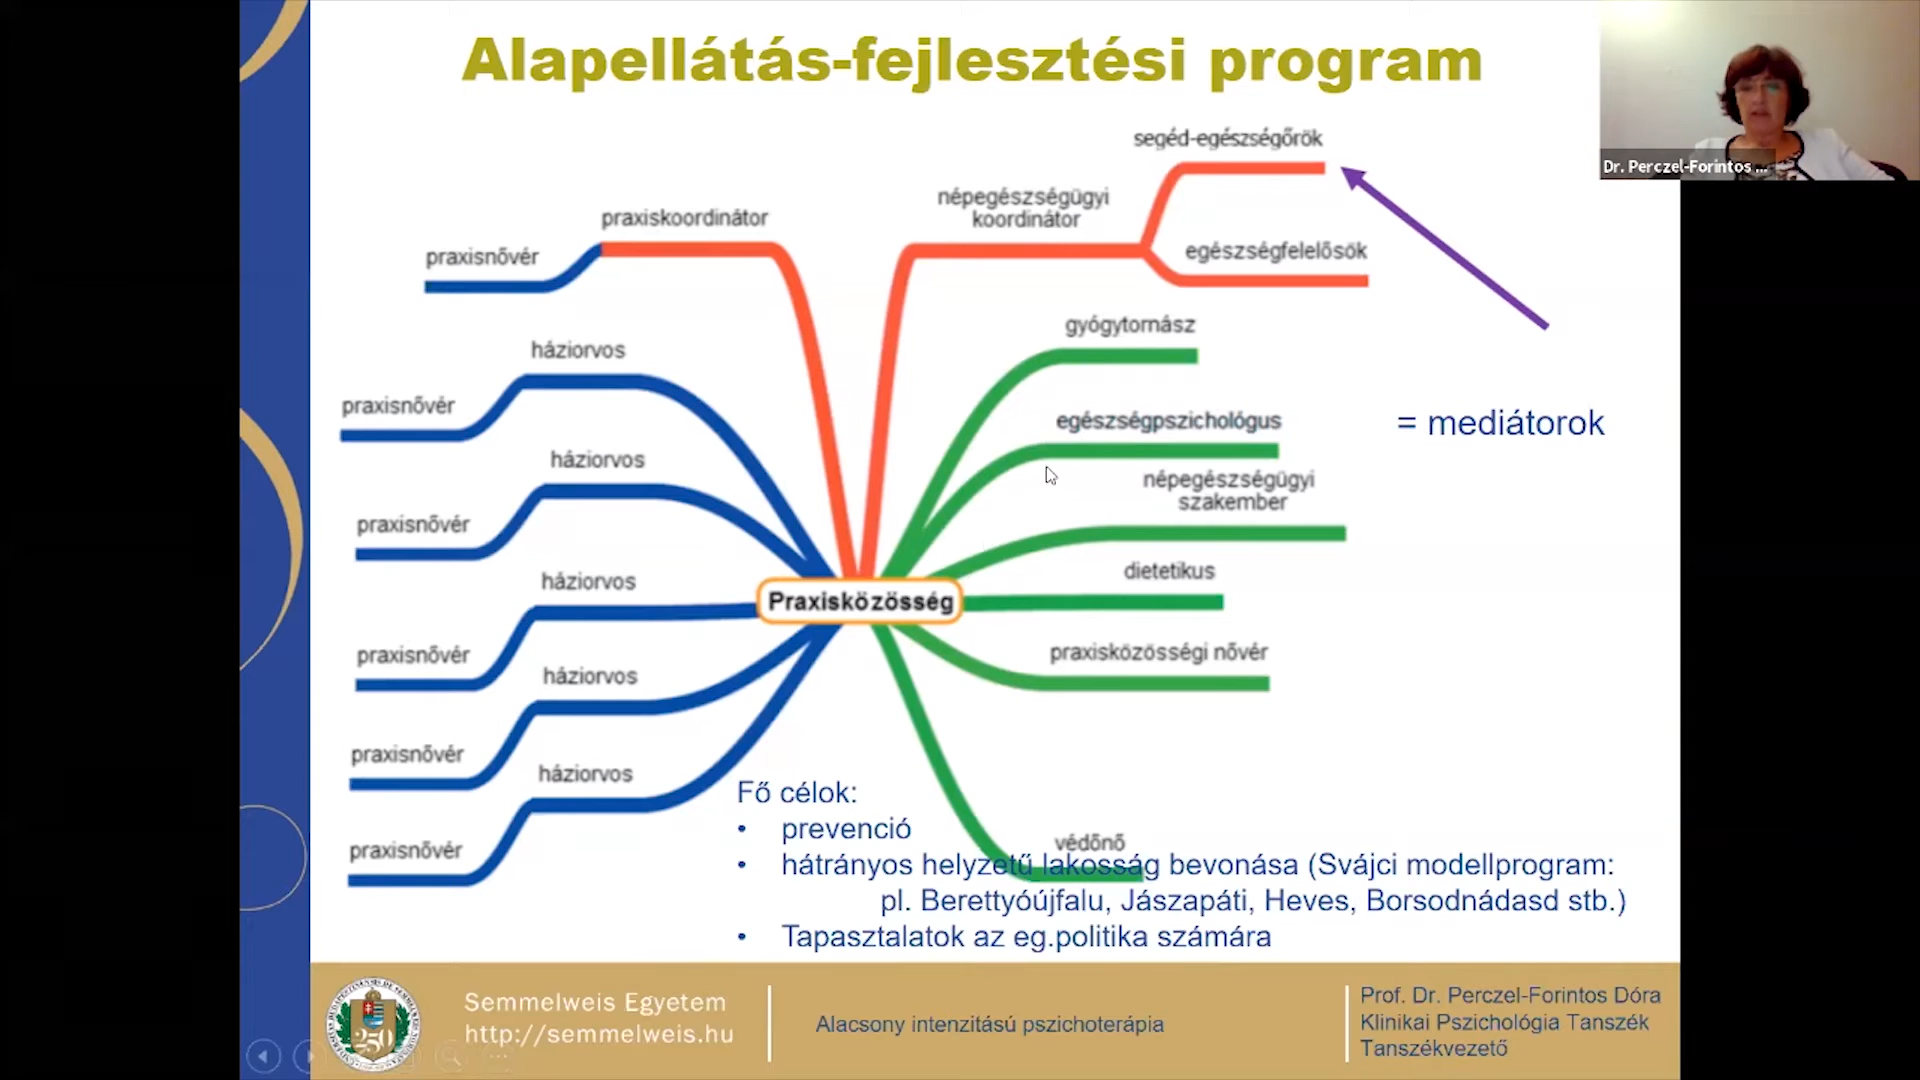 Alapellátás-fejlesztési program
Dr. Perczel-Forintos ...
segéd-egészségőrök
népegészségügyi
koordinátor
egészségfelelősök
praxiskoordinátor
praxisnővér
gyógytornász
háziorvos
praxisnővér
egészségpszichológus
= mediátorok
háziorvos
praxisnővér
népegészségügyi
szakember
dietetikus
háziorvos
Praxisközösség
praxisnővér
praxisközösségi nővér
háziorvos
praxisnővér
háziorvos
praxisnővér
védőnő
Fő célok:
• prevenció
• hátrányos helyzetű lakosság bevonása (Svájci modellprogram:
pl. Berettyóújfalu, Jászapáti, Heves, Borsodnádasd stb.)
• Tapasztalatok az eg.politika számára
250
Semmelweis Egyetem
http://semmelweis.hu
Alacsony intenzitású pszichoterápia
Prof. Dr. Perczel-Forintos Dóra
Klinikai Pszichológia Tanszék
Tanszékvezető